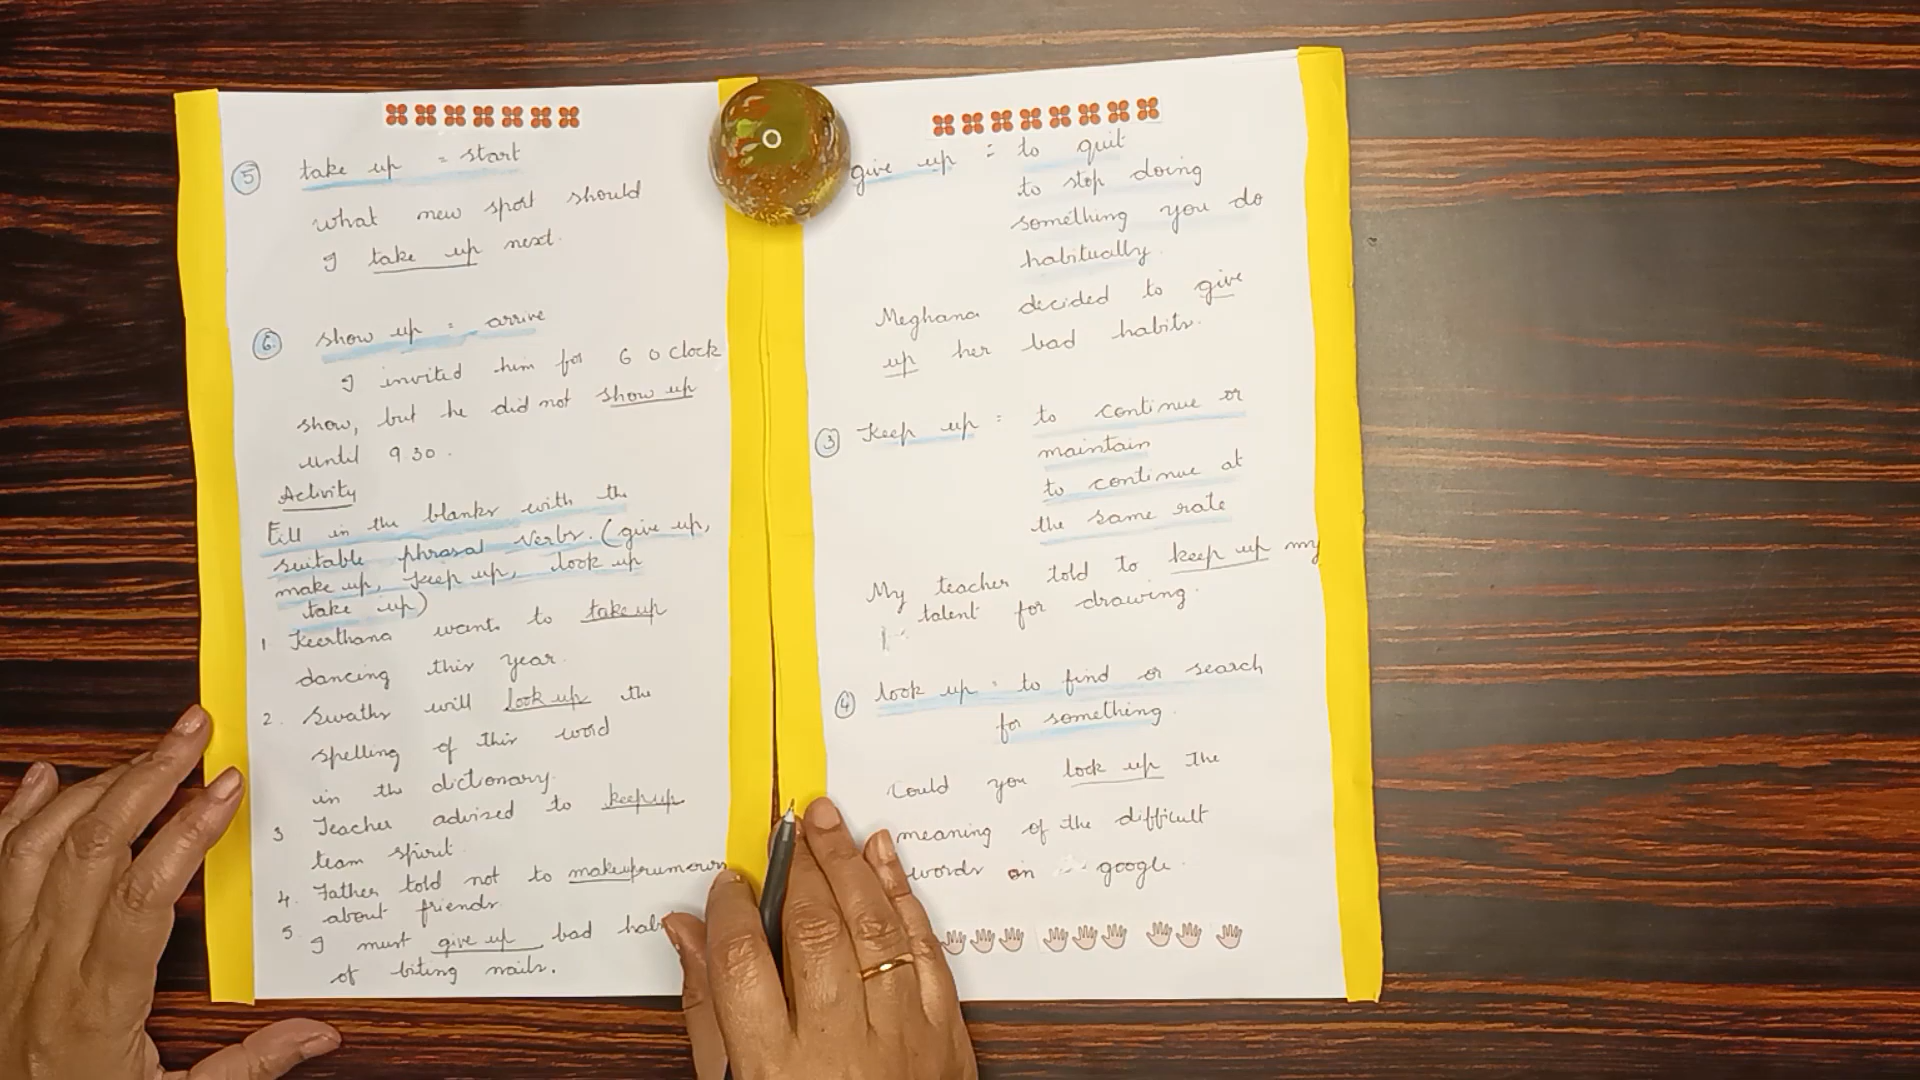 5 take up = start
What new sport should
I take up next.
6. show up = arrive
I invited him for 6 o clock
show, but he did not show up
until 9 30.
Activity
Fill in the blanks with the
suitable phrasal verbs. (give up,
make up, keep up, look up
take up)
1 Keerthana wants to take up
dancing this year.
2. Swathi will look up the
spelling of this word
in the dictionary.
3 Teacher advised to keep up
team spirit.
4. Father told not to make up rumours
about friends.
5. I must give up bad
of biting nails.
give up = to quit
to stop doing
something you do
habitually.
Meghana decided to give
up her bad habits.
3 Keep up = to continue or
maintain
to continue at
the same rate
My teacher told to keep up my
talent for drawing.
4 look up = to find or search
for something.
Could you look up the
meaning of the difficult
words on google.